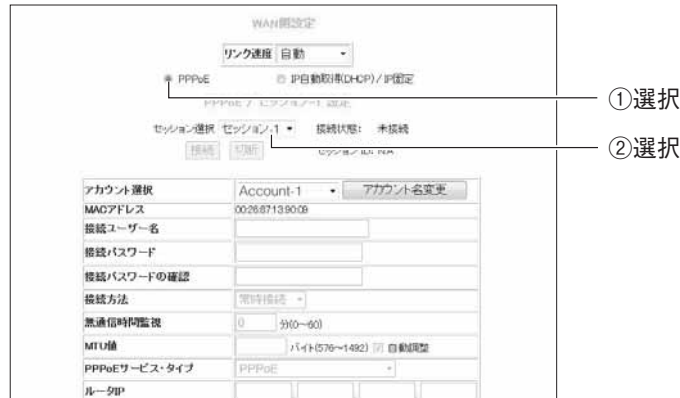 WAN側設定
リンク速度 自動
PPPoE IP自動取得(DHCP)/IP固定
PPPoE / セッション-1 設定
①選択
セッション選択 セッション-1 接続状態: 未接続
②選択
接続 切断 セッションID: NA
アカウント選択 Account-1 アカウント名変更
MACアドレス 00:26:87:13:90:09
接続ユーザー名
接続パスワード
接続パスワードの確認
接続方法 常時接続
無通信時間監視 0 分(0~60)
MTU値 バイト(576~1492) 自動調整
PPPoEサービス・タイプ PPPoE
ルータIP